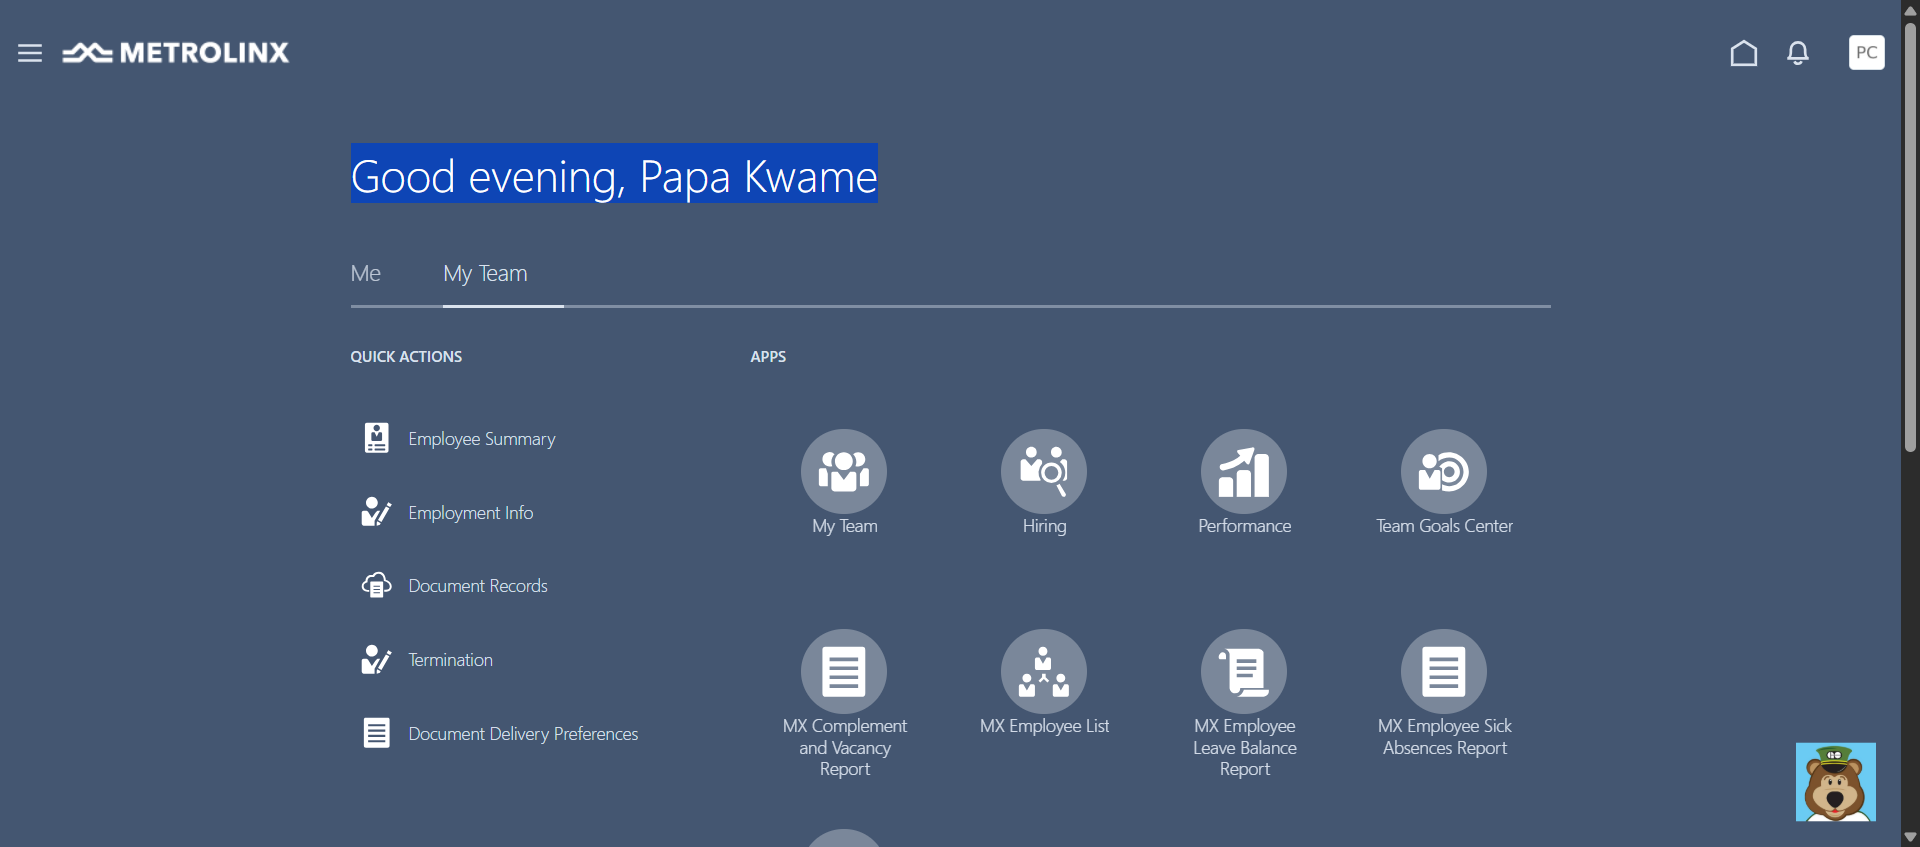 METROLINX
PC
Good evening, Papa Kwame
Me
My Team
QUICK ACTIONS
Employee Summary
Employment Info
Document Records
Termination
Document Delivery Preferences
APPS
My Team
Hiring
Performance
Team Goals Center
MX Complement
and Vacancy
Report
MX Employee List
MX Employee
Leave Balance
Report
MX Employee Sick
Absences Report